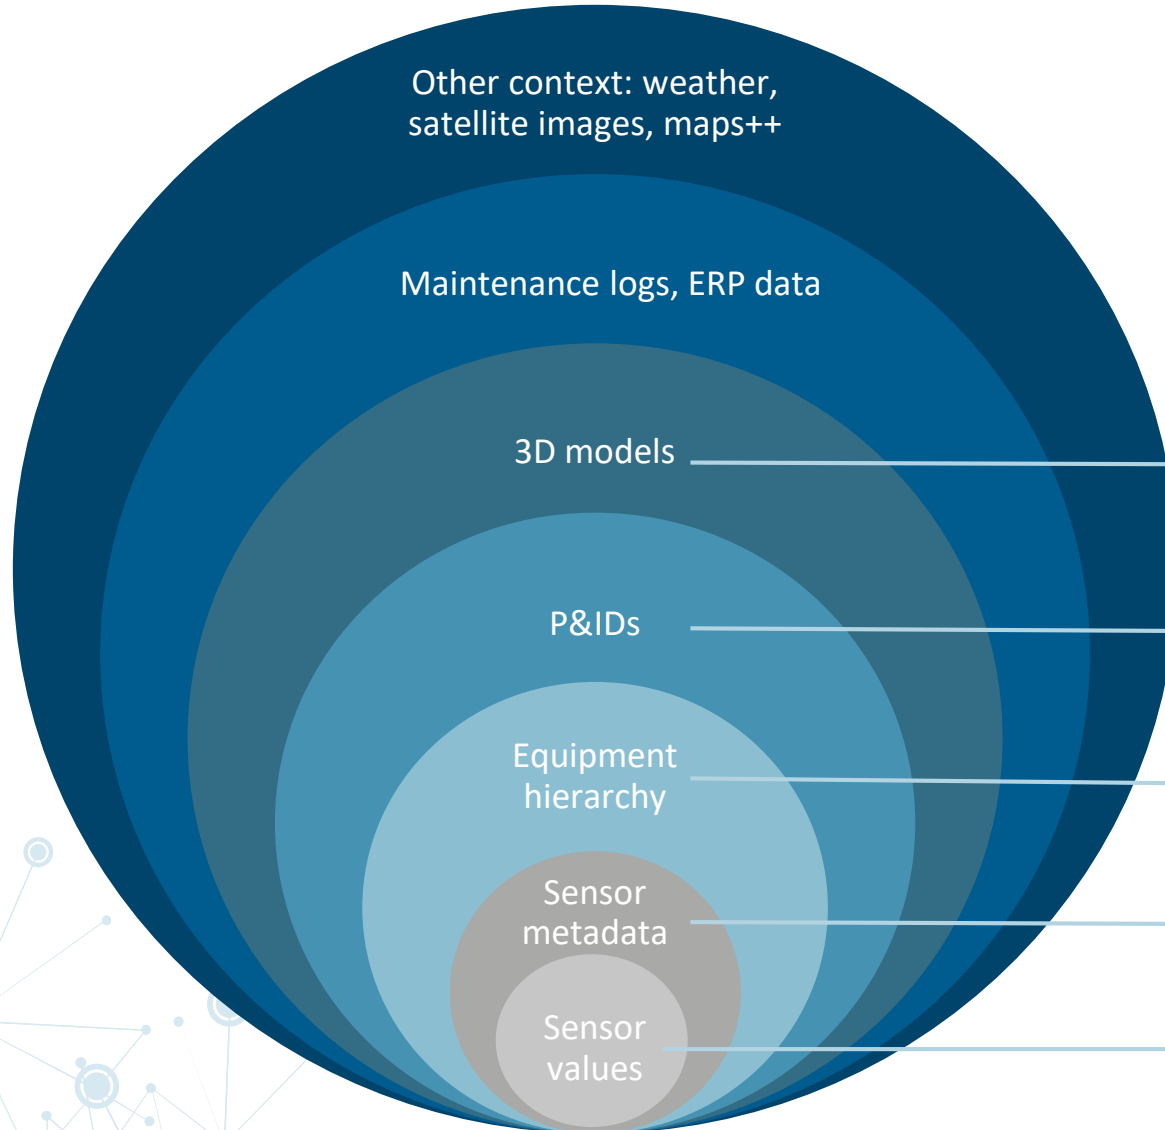 Other context: weather,
satellite images, maps++
Maintenance logs, ERP data
3D models
P&IDs
Equipment
hierarchy
Sensor
metadata
Sensor
values